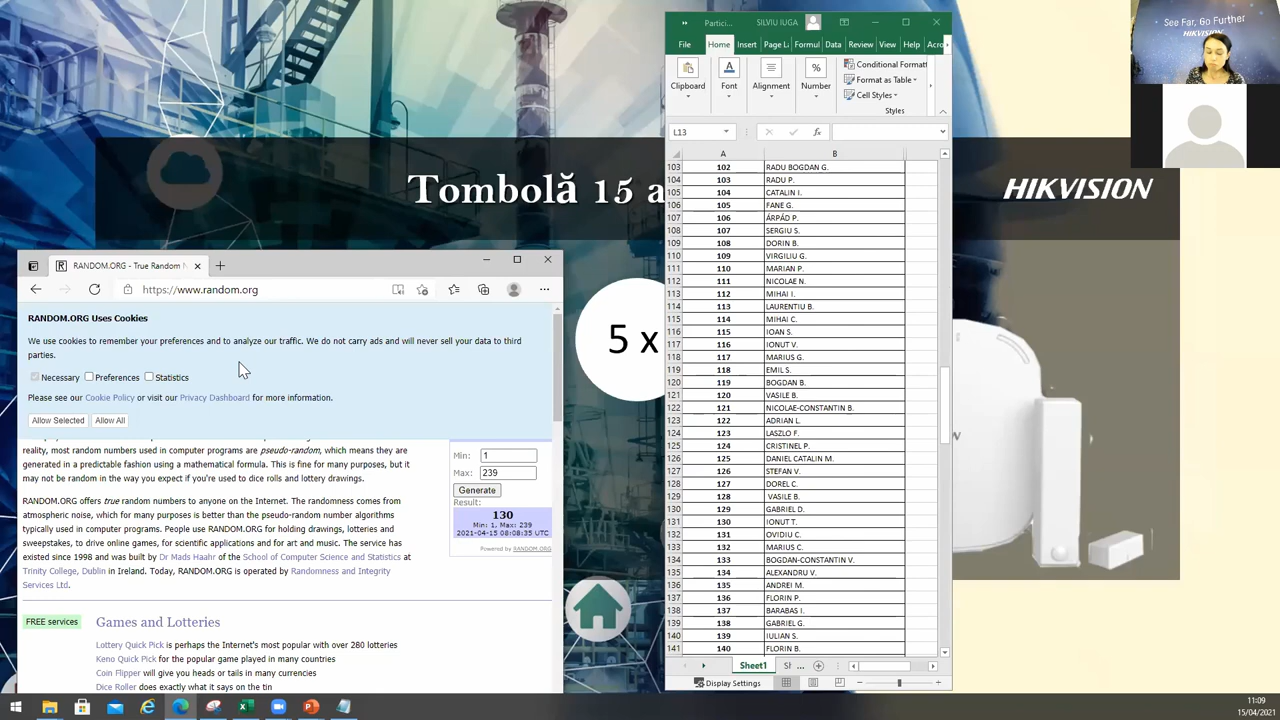 Tombolă 15 a
HIKVISION
See Far, Go Further
HIKVISION
5 x
RANDOM.ORG - True Random N
https://www.random.org
RANDOM.ORG Uses Cookies
We use cookies to remember your preferences and to analyze our traffic. We do not carry ads and will never sell your data to third
parties.
Necessary Preferences Statistics
Please see our Cookie Policy or visit our Privacy Dashboard for more information.
Allow Selected Allow All
reality, most random numbers used in computer programs are pseudo-random, which means they are
generated in a predictable fashion using a mathematical formula. This is fine for many purposes, but it
may not be random in the way you expect if you're used to dice rolls and lottery drawings.
RANDOM.ORG offers true random numbers to anyone on the Internet. The randomness comes from
atmospheric noise, which for many purposes is better than the pseudo-random number algorithms
typically used in computer programs. People use RANDOM.ORG for holding drawings, lotteries and
sweepstakes, to drive online games, for scientific applications and for art and music. The service has
existed since 1998 and was built by Dr Mads Haahr of the School of Computer Science and Statistics at
Trinity College, Dublin in Ireland. Today, RANDOM.ORG is operated by Randomness and Integrity
Services Ltd.
Min: 1
Max: 239
Generate
Result:
130
Min: 1, Max: 239
2021-04-15 08:08:35 UTC
Powered by RANDOM.ORG
FREE services
Games and Lotteries
Lottery Quick Pick is perhaps the Internet's most popular with over 280 lotteries
Keno Quick Pick for the popular game played in many countries
Coin Flipper will give you heads or tails in many currencies
Dice Roller does exactly what it says on the tin
Partici... SILVIU IUGA
File Home Insert Page L Formul Data Review View Help Acro
Clipboard Font Alignment Number
Conditional Format
Format as Table
Cell Styles
Styles
L13 fx
A B
103 102 RADU BOGDAN G.
104 103 RADU P.
105 104 CATALIN I.
106 105 FANE G.
107 106 ÁRPÁD P.
108 107 SERGIU S.
109 108 DORIN B.
110 109 VIRGILIU G.
111 110 MARIAN P.
112 111 NICOLAE N.
113 112 MIHAI I.
114 113 LAURENTIU B.
115 114 MIHAI C.
116 115 IOAN S.
117 116 IONUT V.
118 117 MARIUS G.
119 118 EMIL S.
120 119 BOGDAN B.
121 120 VASILE B.
122 121 NICOLAE-CONSTANTIN B.
123 122 ADRIAN L.
124 123 LASZLO F.
125 124 CRISTINEL P.
126 125 DANIEL CATALIN M.
127 126 STEFAN V.
128 127 DOREL C.
129 128 VASILE B.
130 129 GABRIEL D.
131 130 IONUT T.
132 131 OVIDIU C.
133 132 MARIUS C.
134 133 BOGDAN-CONSTANTIN V.
135 134 ALEXANDRU V.
136 135 ANDREI M.
137 136 FLORIN P.
138 137 BARABAS I.
139 138 GABRIEL G.
140 139 IULIAN S.
141 140 FLORIN B.
Sheet1 Sh ...
Display Settings
11:09
15/04/2021